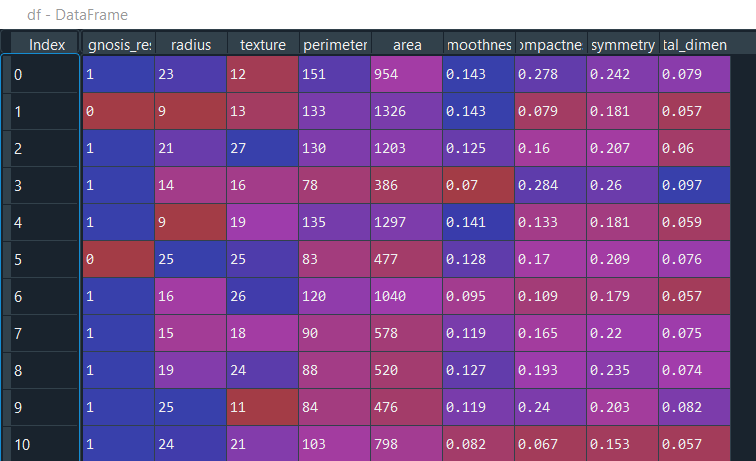 df - DataFrame
Index gnosis_res radius texture perimeter area moothnes ompactne symmetry tal_dimen
0 1 23 12 151 954 0.143 0.278 0.242 0.079
1 0 9 13 133 1326 0.143 0.079 0.181 0.057
2 1 21 27 130 1203 0.125 0.16 0.207 0.06
3 1 14 16 78 386 0.07 0.284 0.26 0.097
4 1 9 19 135 1297 0.141 0.133 0.181 0.059
5 0 25 25 83 477 0.128 0.17 0.209 0.076
6 1 16 26 120 1040 0.095 0.109 0.179 0.057
7 1 15 18 90 578 0.119 0.165 0.22 0.075
8 1 19 24 88 520 0.127 0.193 0.235 0.074
9 1 25 11 84 476 0.119 0.24 0.203 0.082
10 1 24 21 103 798 0.082 0.067 0.153 0.057